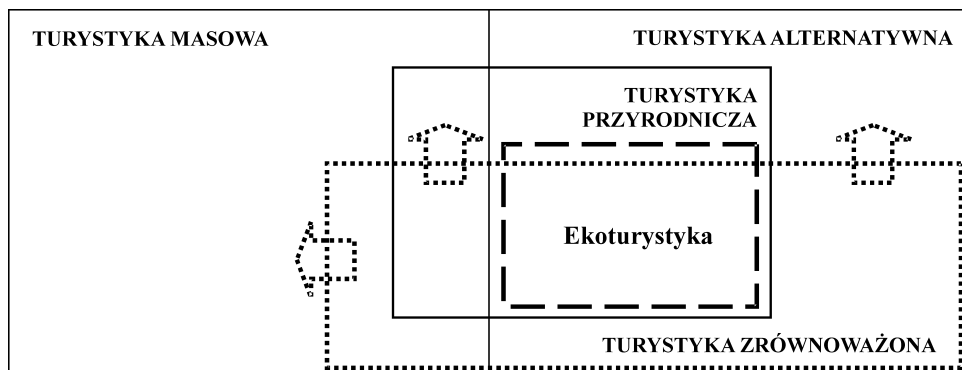 TURYSTYKA MASOWA
TURYSTYKA ALTERNATYWNA
TURYSTYKA
PRZYRODNICZA
Ekoturystyka
TURYSTYKA ZRÓWNOWAŻONA